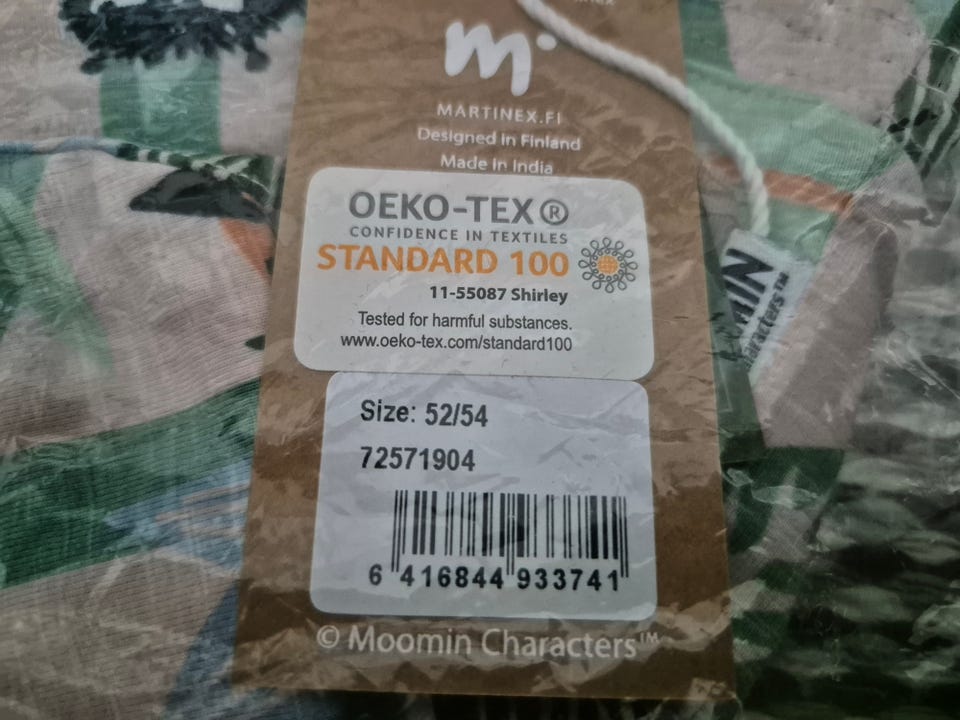 m
MARTINEX.FI
Designed in Finland
Made in India
OEKO-TEX®
CONFIDENCE IN TEXTILES
STANDARD 100
11-55087 Shirley
Tested for harmful substances.
www.oeko-tex.com/standard100
Size: 52/54
72571904
6 416844 933741
© Moomin Characters™